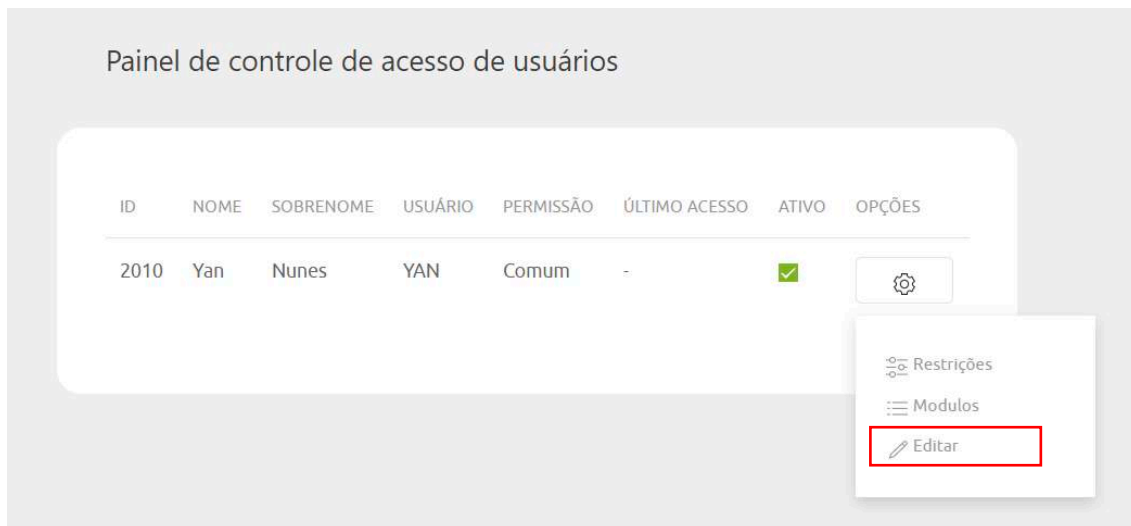 Painel de controle de acesso de usuários
ID NOME SOBRENOME USUÁRIO PERMISSÃO ÚLTIMO ACESSO ATIVO OPÇÕES
2010 Yan Nunes YAN Comum -
Restrições
Modulos
Editar